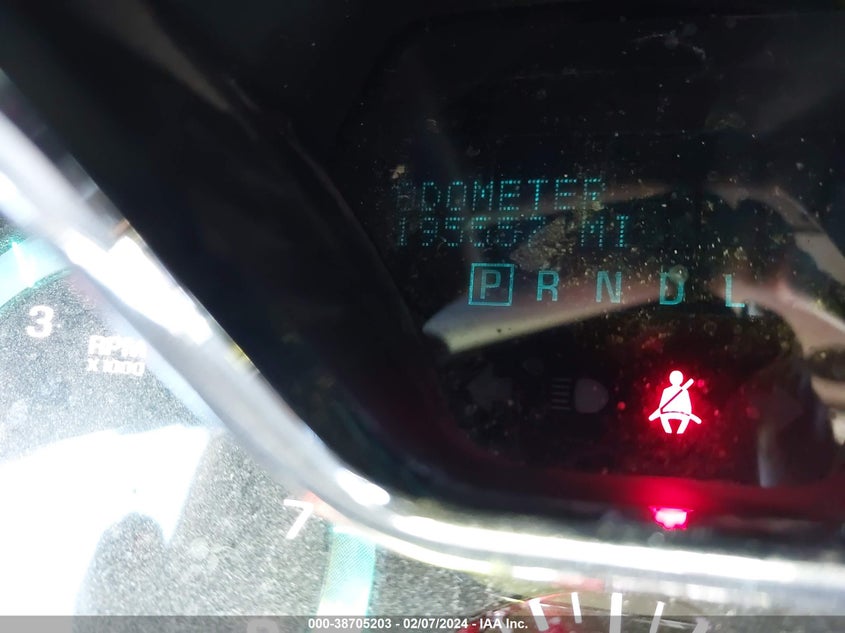 ODOMETER
MI
P R N D L
3
RPM
X 1000
7
000-38705203 - 02/07/2024 - IAA Inc.